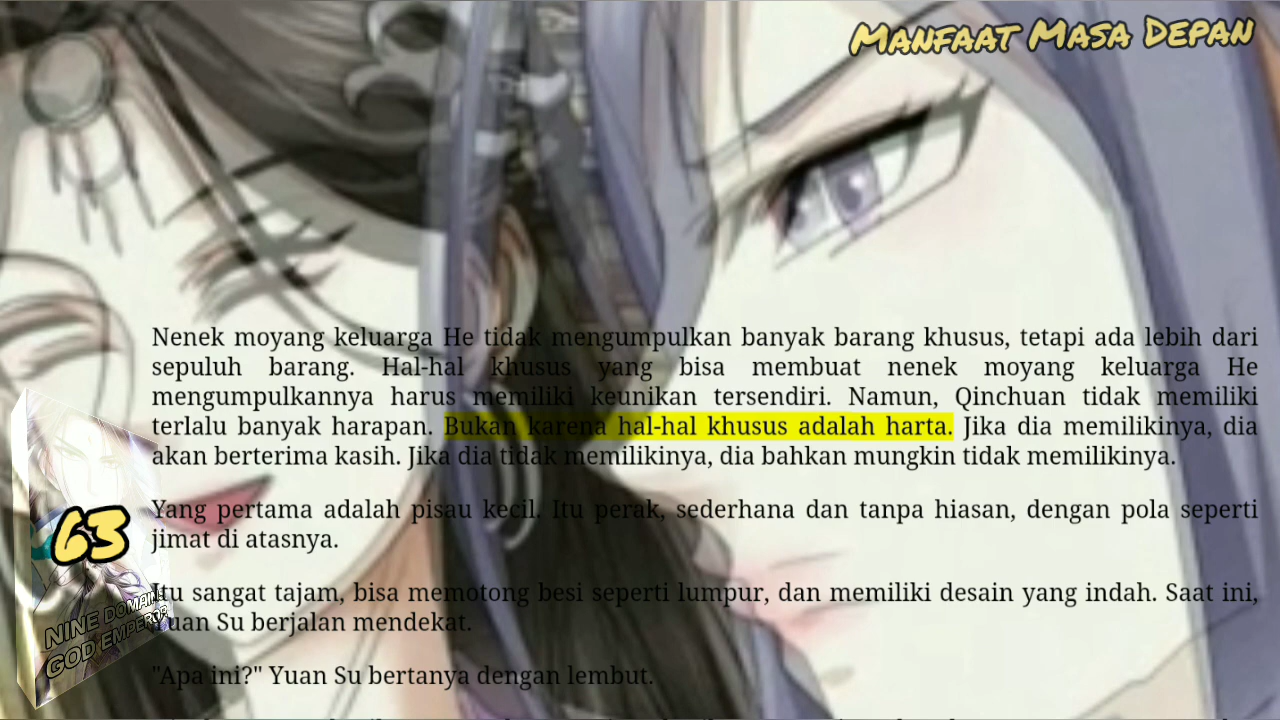 Manfaat Masa Depan
Nenek moyang keluarga He tidak mengumpulkan banyak barang khusus, tetapi ada lebih dari
sepuluh barang. Hal-hal khusus yang bisa membuat nenek moyang keluarga He
mengumpulkannya harus memiliki keunikan tersendiri. Namun, Qinchuan tidak memiliki
terlalu banyak harapan. Bukan karena hal-hal khusus adalah harta. Jika dia memilikinya, dia
akan berterima kasih. Jika dia tidak memilikinya, dia bahkan mungkin tidak memilikinya.
Yang pertama adalah pisau kecil. Itu perak, sederhana dan tanpa hiasan, dengan pola seperti
jimat di atasnya.
63
Itu sangat tajam, bisa memotong besi seperti lumpur, dan memiliki desain yang indah. Saat ini,
Yuan Su berjalan mendekat.
NINE DOMAINS
GOD EMPEROR
"Apa ini?" Yuan Su bertanya dengan lembut.